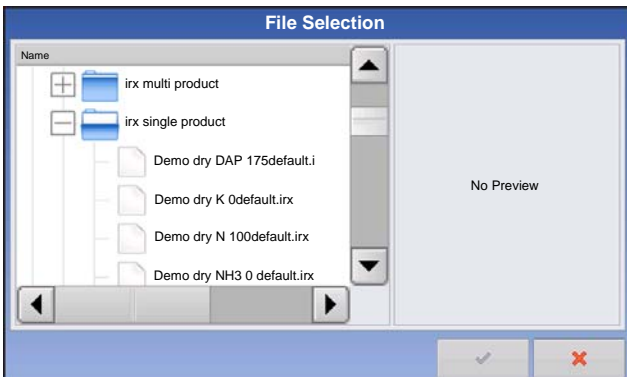 File Selection
Name
irx multi product
irx single product
Demo dry DAP 175default.i
Demo dry K 0default.irx
Demo dry N 100default.irx
Demo dry NH3 0 default.irx
No Preview